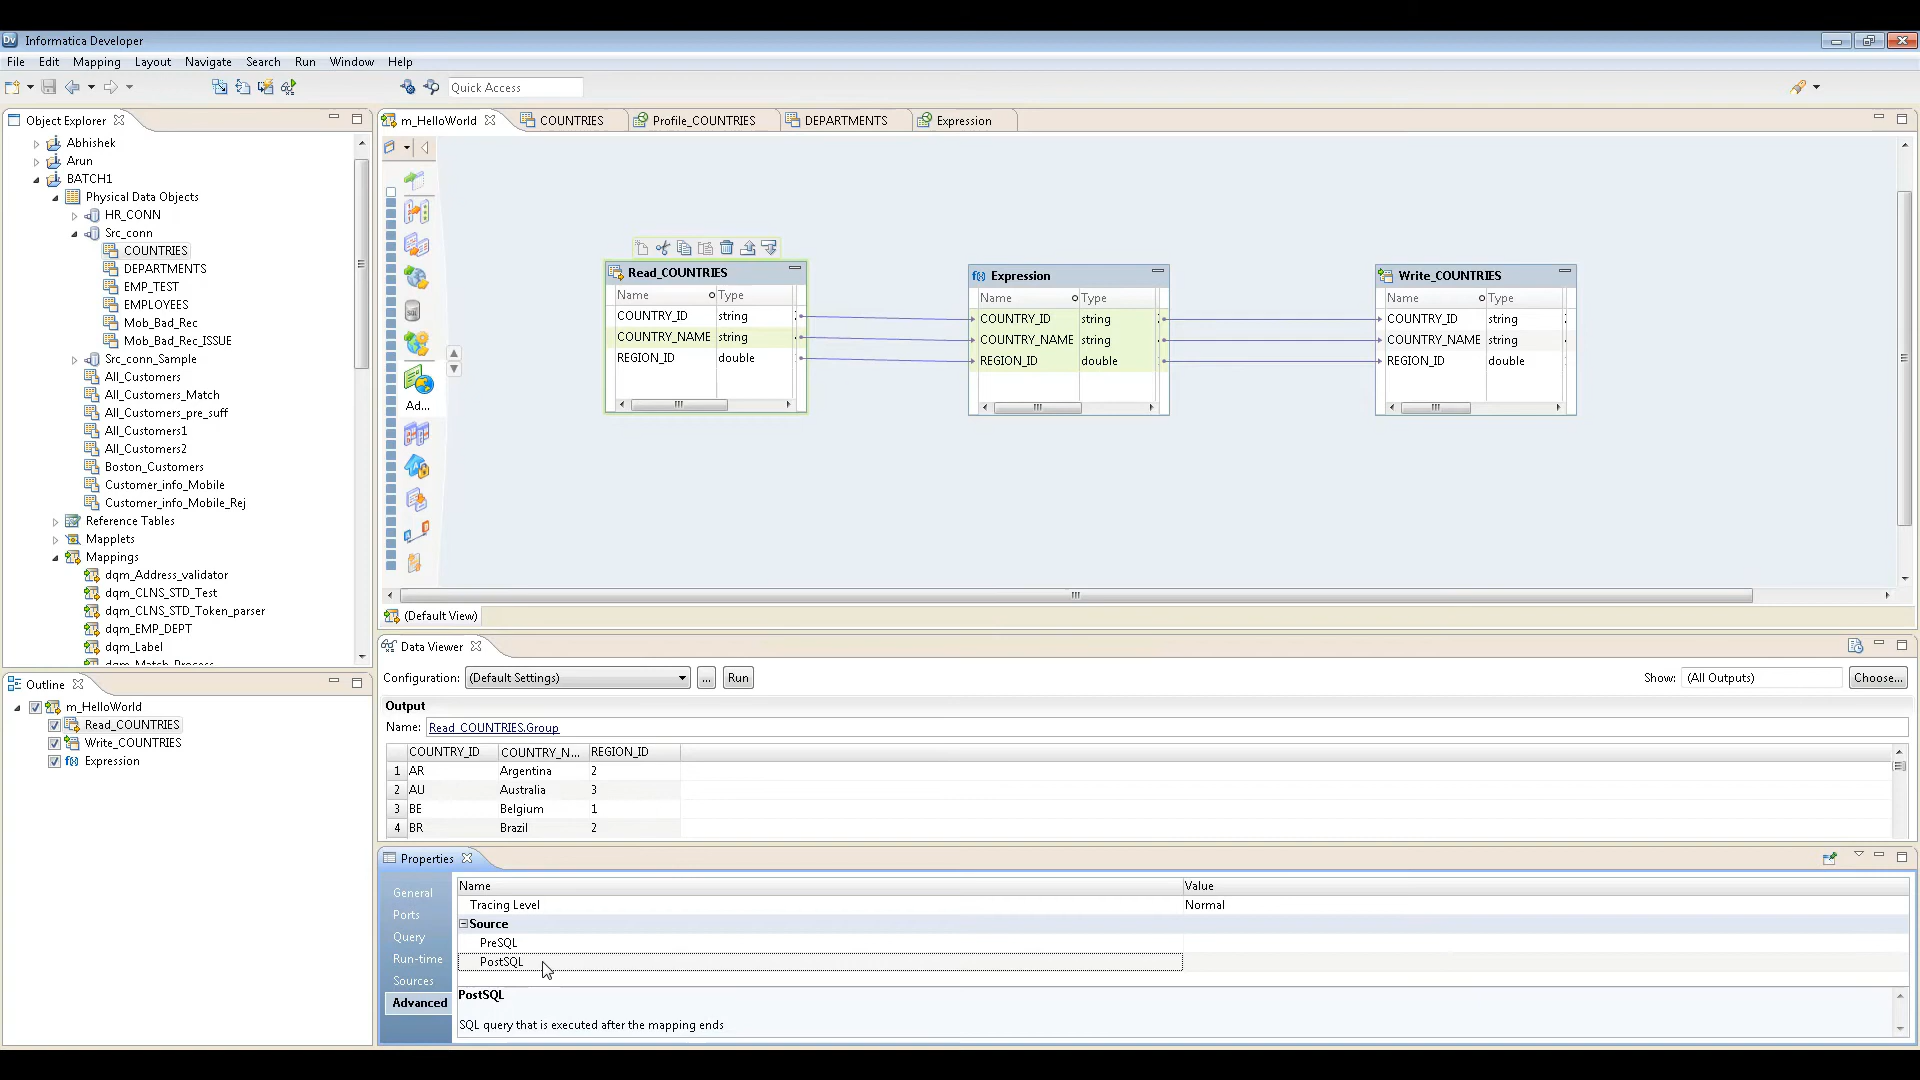 Informatica Developer
File Edit Mapping Layout Navigate Search Run Window Help
Quick Access
Object Explorer
Abhishek
Arun
BATCH1
Physical Data Objects
HR_CONN
Src_conn
COUNTRIES
DEPARTMENTS
EMP_TEST
EMPLOYEES
Mob_Bad_Rec
Mob_Bad_Rec_ISSUE
Src_conn_Sample
All_Customers
All_Customers_Match
All_Customers_pre_suff
All_Customers1
All_Customers2
Boston_Customers
Customer_info_Mobile
Customer_info_Mobile_Rej
Reference Tables
Mapplets
Mappings
dqm_Address_validator
dqm_CLNS_STD_Test
dqm_CLNS_STD_Token_parser
dqm_EMP_DEPT
dqm_Label
dqm_Match_Process
Outline
m_HelloWorld
Read_COUNTRIES
Write_COUNTRIES
Expression
m_HelloWorld COUNTRIES Profile_COUNTRIES DEPARTMENTS Expression
Ad...
Read_COUNTRIES
Name Type
COUNTRY_ID string
COUNTRY_NAME string
REGION_ID double
Expression
Name Type
COUNTRY_ID string
COUNTRY_NAME string
REGION_ID double
Write_COUNTRIES
Name Type
COUNTRY_ID string
COUNTRY_NAME string
REGION_ID double
(Default View)
Data Viewer
Configuration: (Default Settings) ... Run Show: (All Outputs) Choose...
Output
Name: Read_COUNTRIES.Group
COUNTRY_ID COUNTRY_N... REGION_ID
1 AR Argentina 2
2 AU Australia 3
3 BE Belgium 1
4 BR Brazil 2
Properties
General
Ports
Query
Run-time
Sources
Advanced
Name Value
Tracing Level Normal
Source
PreSQL
PostSQL
PostSQL
SQL query that is executed after the mapping ends